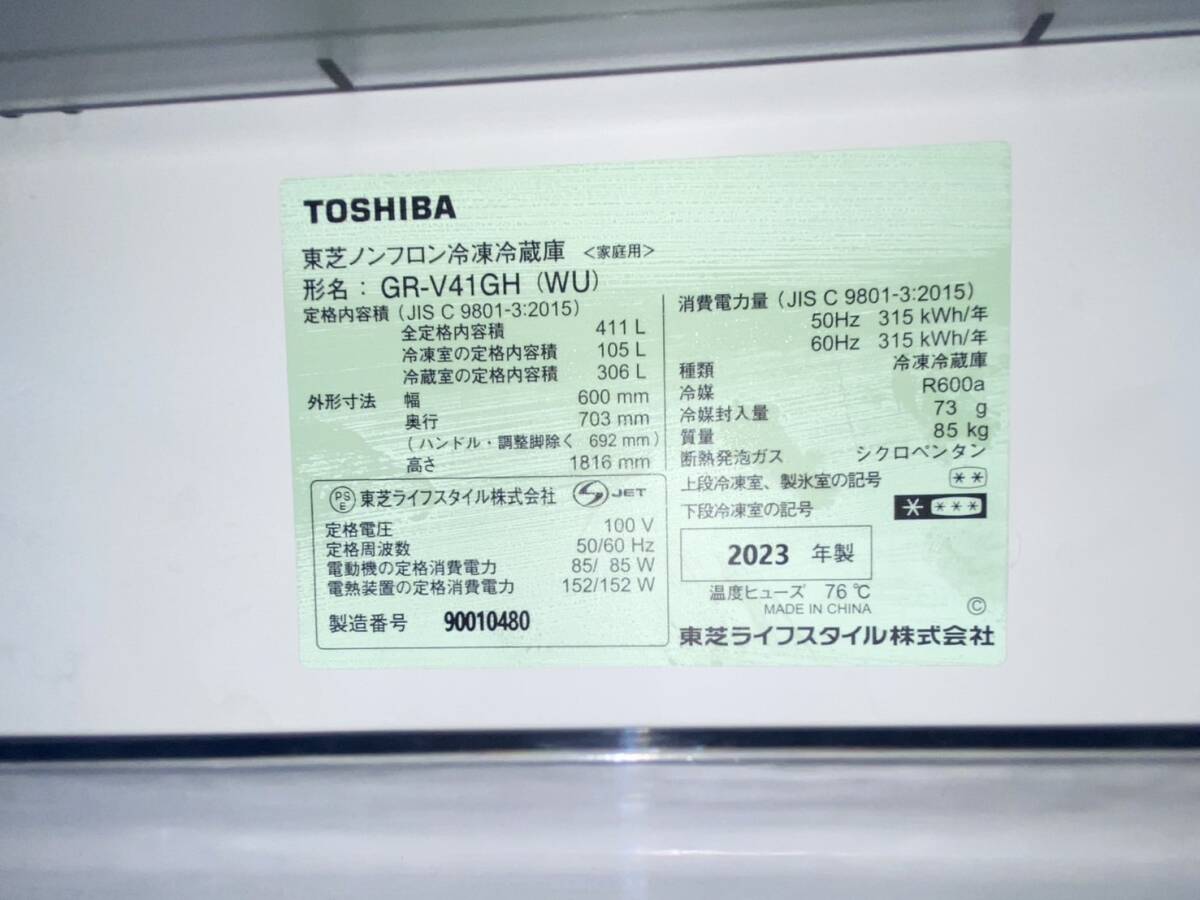 TOSHIBA
東芝ノンフロン冷凍冷蔵庫 <家庭用>
形名: GR-V41GH (WU)
定格内容積 (JIS C 9801-3:2015)
全定格内容積 411 L
冷凍室の定格内容積 105 L
冷蔵室の定格内容積 306 L
外形寸法 幅 600 mm
奥行 703 mm
(ハンドル・調整脚除く 692 mm)
高さ 1816 mm
PSE 東芝ライフスタイル株式会社 JET
定格電圧 100 V
定格周波数 50/60 Hz
電動機の定格消費電力 85/ 85 W
電熱装置の定格消費電力 152/152 W
製造番号 90010480
消費電力量 (JIS C 9801-3:2015)
50Hz 315 kWh/年
60Hz 315 kWh/年
種類 冷凍冷蔵庫
冷媒 R600a
冷媒封入量 73 g
質量 85 kg
断熱発泡ガス シクロペンタン
上段冷凍室、製氷室の記号 **
下段冷凍室の記号 * ***
2023 年製
温度ヒューズ 76 ℃
MADE IN CHINA ©
東芝ライフスタイル株式会社